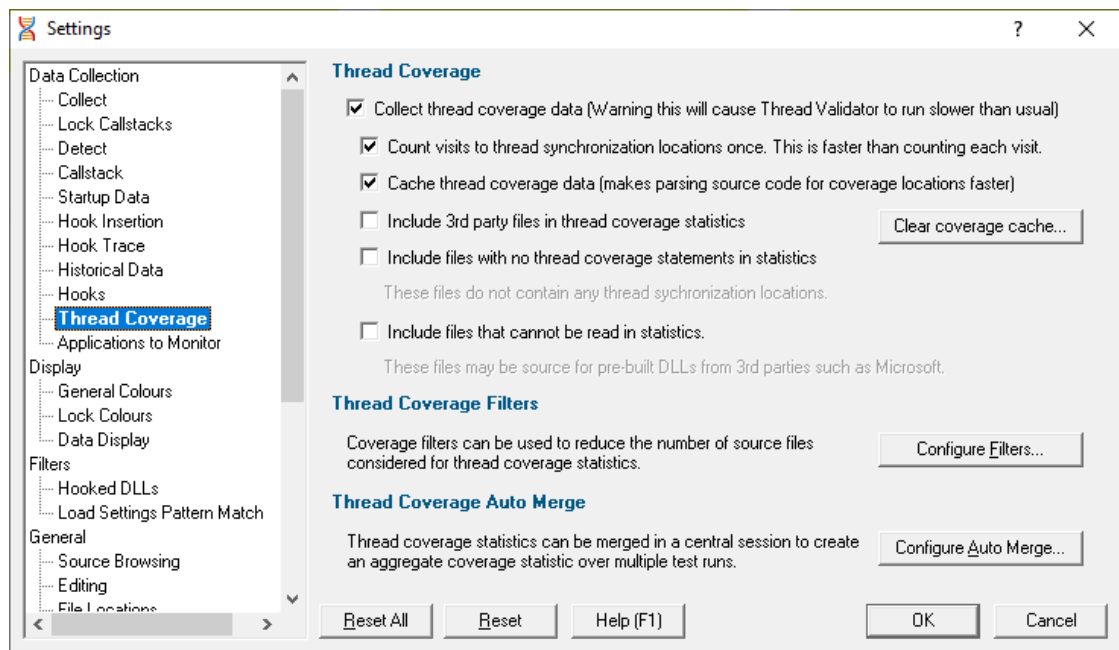 Settings
?
Data Collection
Collect
Lock Callstacks
Detect
Callstack
Startup Data
Hook Insertion
Hook Trace
Historical Data
Hooks
Thread Coverage
Applications to Monitor
Display
General Colours
Lock Colours
Data Display
Filters
Hooked DLLs
Load Settings Pattern Match
General
Source Browsing
Editing
File Locations
Thread Coverage
Collect thread coverage data (Warning this will cause Thread Validator to run slower than usual)
Count visits to thread synchronization locations once. This is faster than counting each visit.
Cache thread coverage data (makes parsing source code for coverage locations faster)
Include 3rd party files in thread coverage statistics
Clear coverage cache...
Include files with no thread coverage statements in statistics
These files do not contain any thread sychronization locations.
Include files that cannot be read in statistics.
These files may be source for pre-built DLLs from 3rd parties such as Microsoft.
Thread Coverage Filters
Coverage filters can be used to reduce the number of source files
considered for thread coverage statistics.
Configure Filters...
Thread Coverage Auto Merge
Thread coverage statistics can be merged in a central session to create
an aggregate coverage statistic over multiple test runs.
Configure Auto Merge...
Reset All
Reset
Help (F1)
OK
Cancel